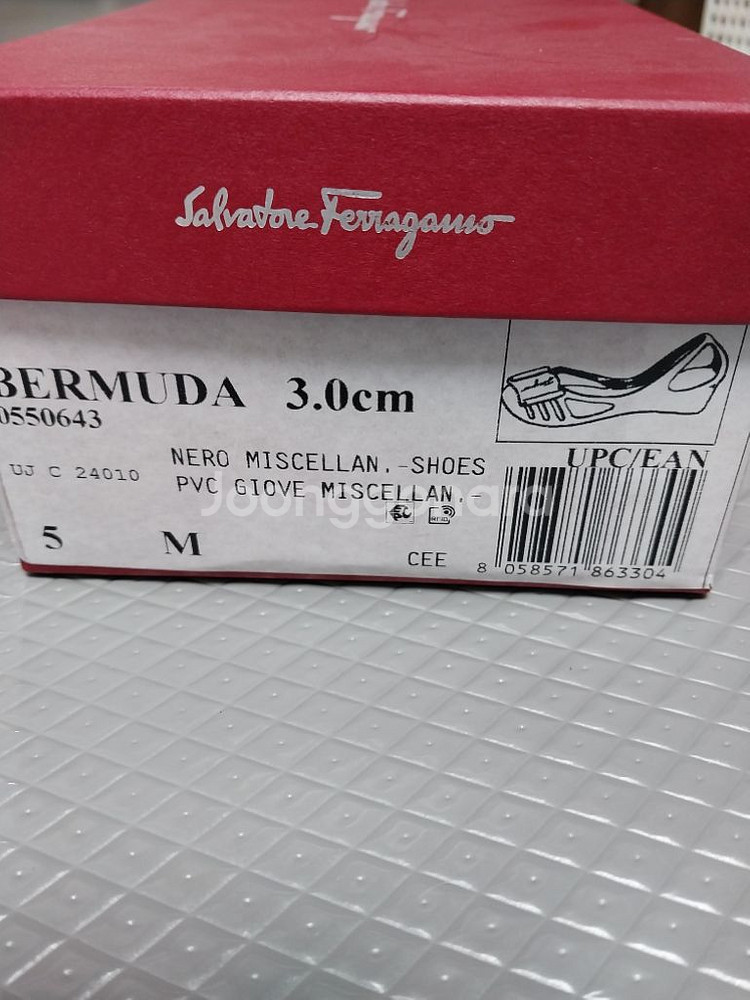 Salvatore Ferragamo
BERMUDA 3.0cm
0550643
NERO MISCELLAN.-SHOES
UPC/EAN
UJ C 24010
PVC GIOVE MISCELLAN.-
Joonggonara
5 M
CEE
8 058571 863304